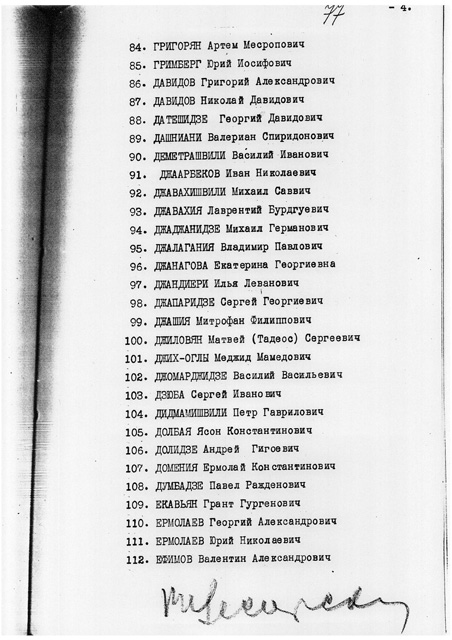 77
- 4.
84. ГРИГОРЯН Артем Месропович
85. ГРИМБЕРГ Юрий Иосифович
86. ДАВИДОВ Григорий Александрович
87. ДАВИДОВ Николай Давидович
88. ДАТЕШИДЗЕ Георгий Давидович
89. ДАШНИАНИ Валериан Спиридонович
90. ДЕМЕТРАШВИЛИ Василий Иванович
91. ДЖААРБЕКОВ Иван Николаевич
92. ДЖАВАХИШВИЛИ Михаил Саввич
93. ДЖАВАХИЯ Лаврентий Бурдгуевич
94. ДЖАДЖАНИДЗЕ Михаил Германович
95. ДЖАЛАГАНИЯ Владимир Павлович
96. ДЖАНАГОВА Екатерина Георгиевна
97. ДЖАНДИЕРИ Илья Леванович
98. ДЖАПАРИДЗЕ Сергей Георгиевич
99. ДЖАШИЯ Митрофан Филиппович
100. ДЖИЛОВЯН Матвей (Тадеос) Сергеевич
101. ДЖИХ-ОГЛЫ Меджид Мамедович
102. ДЖОМАРДЖИДЗЕ Василий Васильевич
103. ДЗЮБА Сергей Иванович
104. ДИДМАМИШВИЛИ Петр Гаврилович
105. ДОЛБАЯ Ясон Константинович
106. ДОЛИДЗЕ Андрей Гигоевич
107. ДОМЕНИЯ Ермолай Константинович
108. ДУМБАДЗЕ Павел Ражденович
109. ЕКАВЬЯН Грант Гургенович
110. ЕРМОЛАЕВ Георгий Александрович
111. ЕРМОЛАЕВ Юрий Николаевич
112. ЕФИМОВ Валентин Александрович